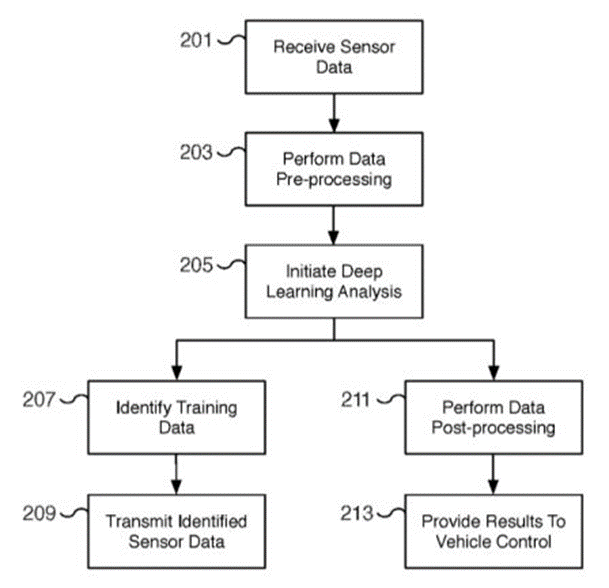 201
Receive Sensor
Data
203
Perform Data
Pre-processing
205
Initiate Deep
Learning Analysis
207
Identify Training
Data
209
Transmit Identified
Sensor Data
211
Perform Data
Post-processing
213
Provide Results To
Vehicle Control